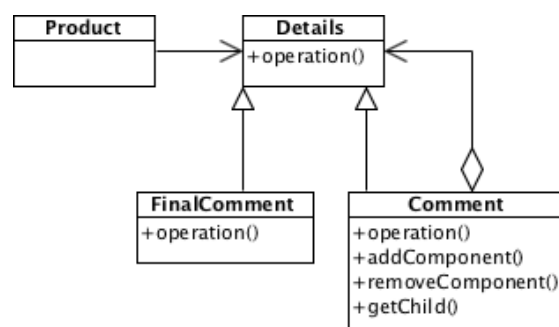 Product
Details
+operation()
FinalComment
+operation()
Comment
+operation()
+addComponent()
+removeComponent()
+getChild()